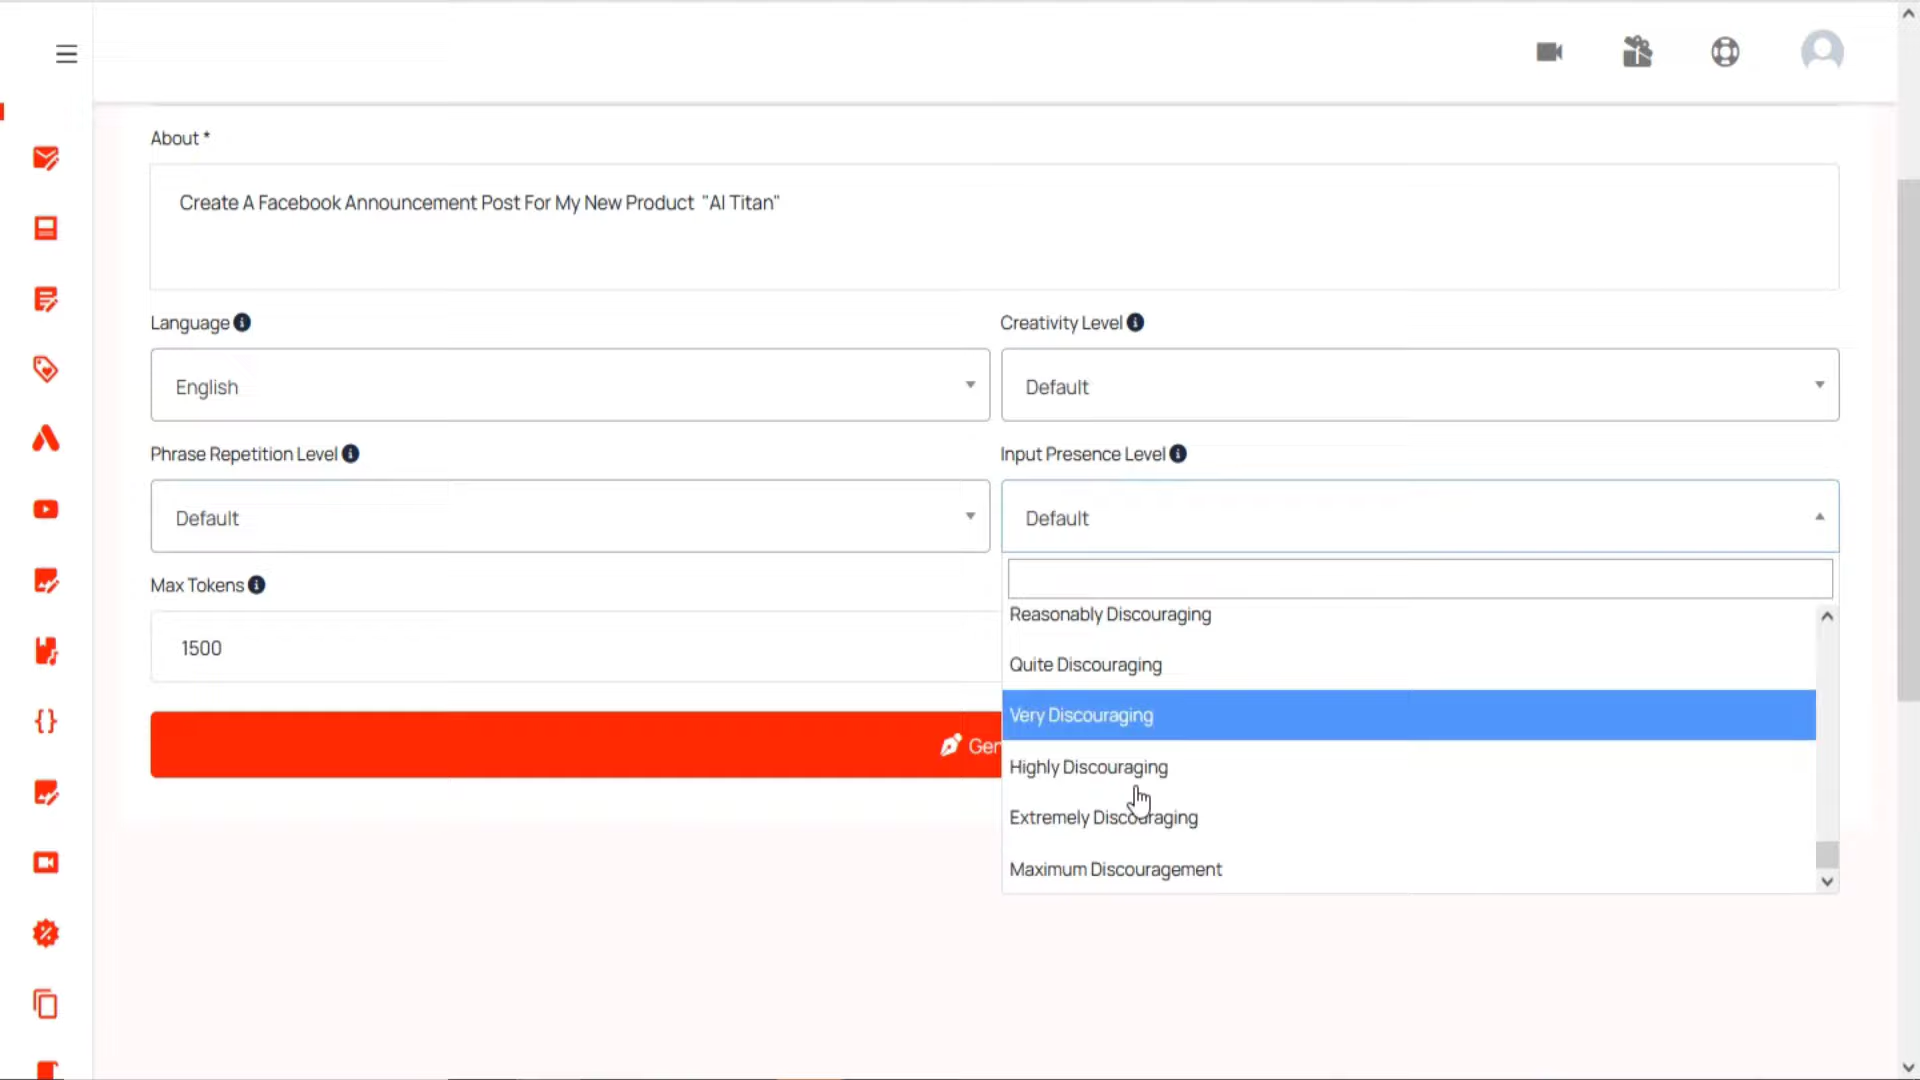 About *
Create A Facebook Announcement Post For My New Product "AI Titan"
Language
Creativity Level
English
Default
Phrase Repetition Level
Input Presence Level
Default
Default
Max Tokens
1500
Reasonably Discouraging
Quite Discouraging
Very Discouraging
Gen
Highly Discouraging
Extremely Discouraging
Maximum Discouragement